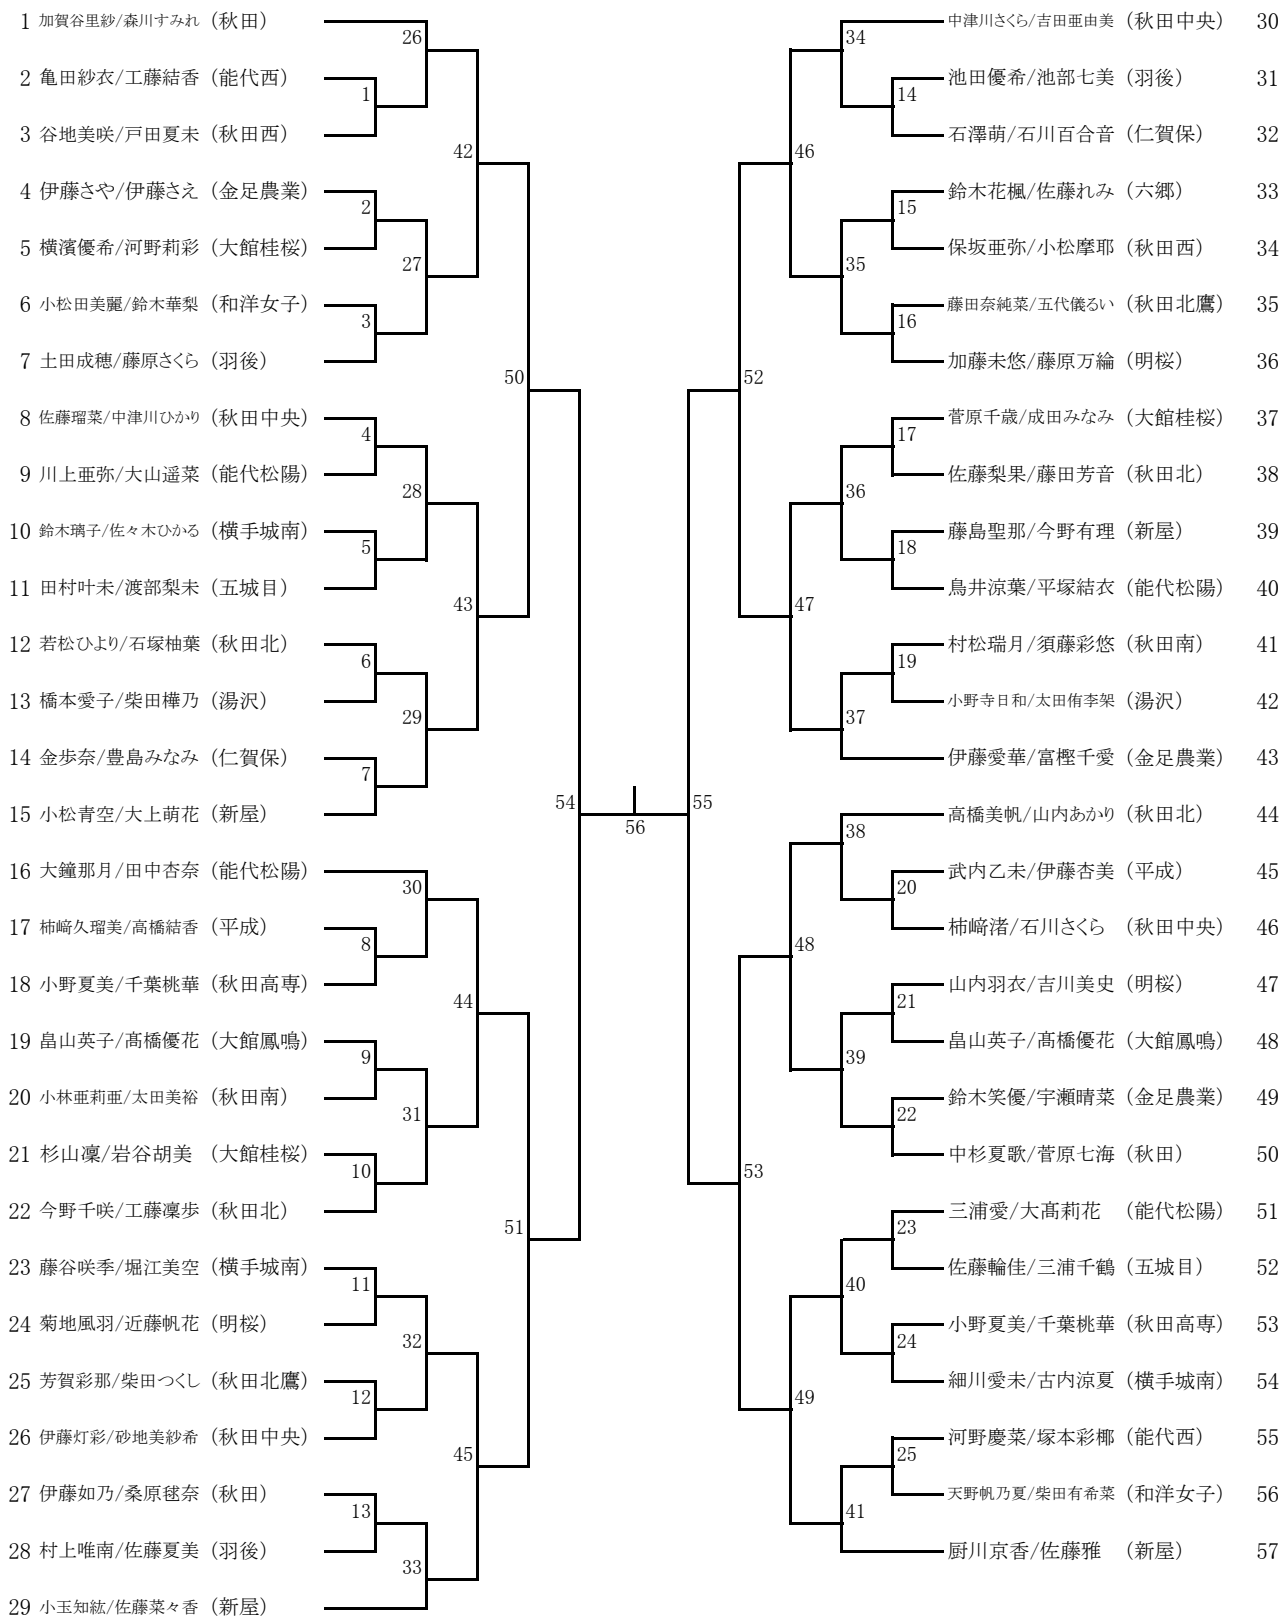 1 加賀谷里紗/森川すみれ (秋田)
2 亀田紗衣/工藤結香 (能代西)
3 谷地美咲/戸田夏未 (秋田西)
4 伊藤さや/伊藤さえ (金足農業)
5 横濱優希/河野莉彩 (大館桂桜)
6 小松田美麗/鈴木華梨 (和洋女子)
7 土田成穂/藤原さくら (羽後)
8 佐藤瑠菜/中津川ひかり (秋田中央)
9 川上亜弥/大山遥菜 (能代松陽)
10 鈴木璃子/佐々木ひかる (横手城南)
11 田村叶未/渡部梨未 (五城目)
12 若松ひより/石塚柚葉 (秋田北)
13 橋本愛子/柴田樺乃 (湯沢)
14 金歩奈/豊島みなみ (仁賀保)
15 小松青空/大上萌花 (新屋)
16 大鐘那月/田中杏奈 (能代松陽)
17 柿﨑久瑠美/高橋結香 (平成)
18 小野夏美/千葉桃華 (秋田高専)
19 畠山英子/髙橋優花 (大館鳳鳴)
20 小林亜莉亜/太田美裕 (秋田南)
21 杉山凜/岩谷胡美 (大館桂桜)
22 今野千咲/工藤凜歩 (秋田北)
23 藤谷咲季/堀江美空 (横手城南)
24 菊地風羽/近藤帆花 (明桜)
25 芳賀彩那/柴田つくし (秋田北鷹)
26 伊藤灯彩/砂地美紗希 (秋田中央)
27 伊藤如乃/桑原毬奈 (秋田)
28 村上唯南/佐藤夏美 (羽後)
29 小玉知紘/佐藤菜々香 (新屋)
1
2
3
4
5
6
7
8
9
10
11
12
13
26
27
28
29
30
31
32
33
42
43
44
45
50
51
54
56
55
52
53
46
47
48
49
34
35
36
37
38
39
40
41
14
15
16
17
18
19
20
21
22
23
24
25
中津川さくら/吉田亜由美 (秋田中央) 30
池田優希/池部七美 (羽後) 31
石澤萌/石川百合音 (仁賀保) 32
鈴木花楓/佐藤れみ (六郷) 33
保坂亜弥/小松摩耶 (秋田西) 34
藤田奈純菜/五代儀るい (秋田北鷹) 35
加藤未悠/藤原万綸 (明桜) 36
菅原千歳/成田みなみ (大館桂桜) 37
佐藤梨果/藤田芳音 (秋田北) 38
藤島聖那/今野有理 (新屋) 39
鳥井涼葉/平塚結衣 (能代松陽) 40
村松瑞月/須藤彩悠 (秋田南) 41
小野寺日和/太田侑李架 (湯沢) 42
伊藤愛華/富樫千愛 (金足農業) 43
高橋美帆/山内あかり (秋田北) 44
武内乙未/伊藤杏美 (平成) 45
柿﨑渚/石川さくら (秋田中央) 46
山内羽衣/吉川美史 (明桜) 47
畠山英子/髙橋優花 (大館鳳鳴) 48
鈴木笑優/宇瀬晴菜 (金足農業) 49
中杉夏歌/菅原七海 (秋田) 50
三浦愛/大髙莉花 (能代松陽) 51
佐藤輪佳/三浦千鶴 (五城目) 52
小野夏美/千葉桃華 (秋田高専) 53
細川愛未/古内涼夏 (横手城南) 54
河野慶菜/塚本彩椰 (能代西) 55
天野帆乃夏/柴田有希菜 (和洋女子) 56
厨川京香/佐藤雅 (新屋) 57